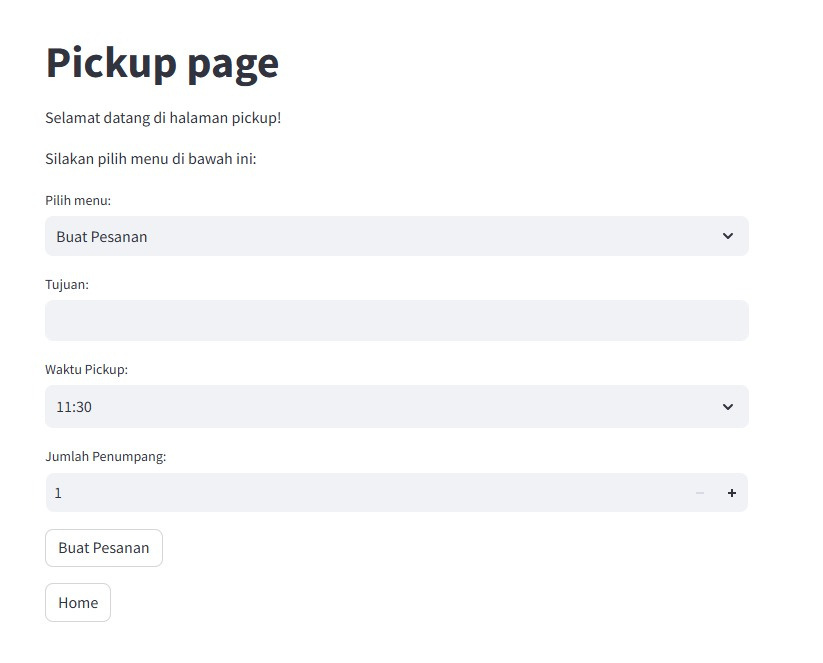 Pickup page
Selamat datang di halaman pickup!
Silakan pilih menu di bawah ini:
Pilih menu:
Buat Pesanan
Tujuan:
Waktu Pickup:
11:30
Jumlah Penumpang:
1
Buat Pesanan
Home